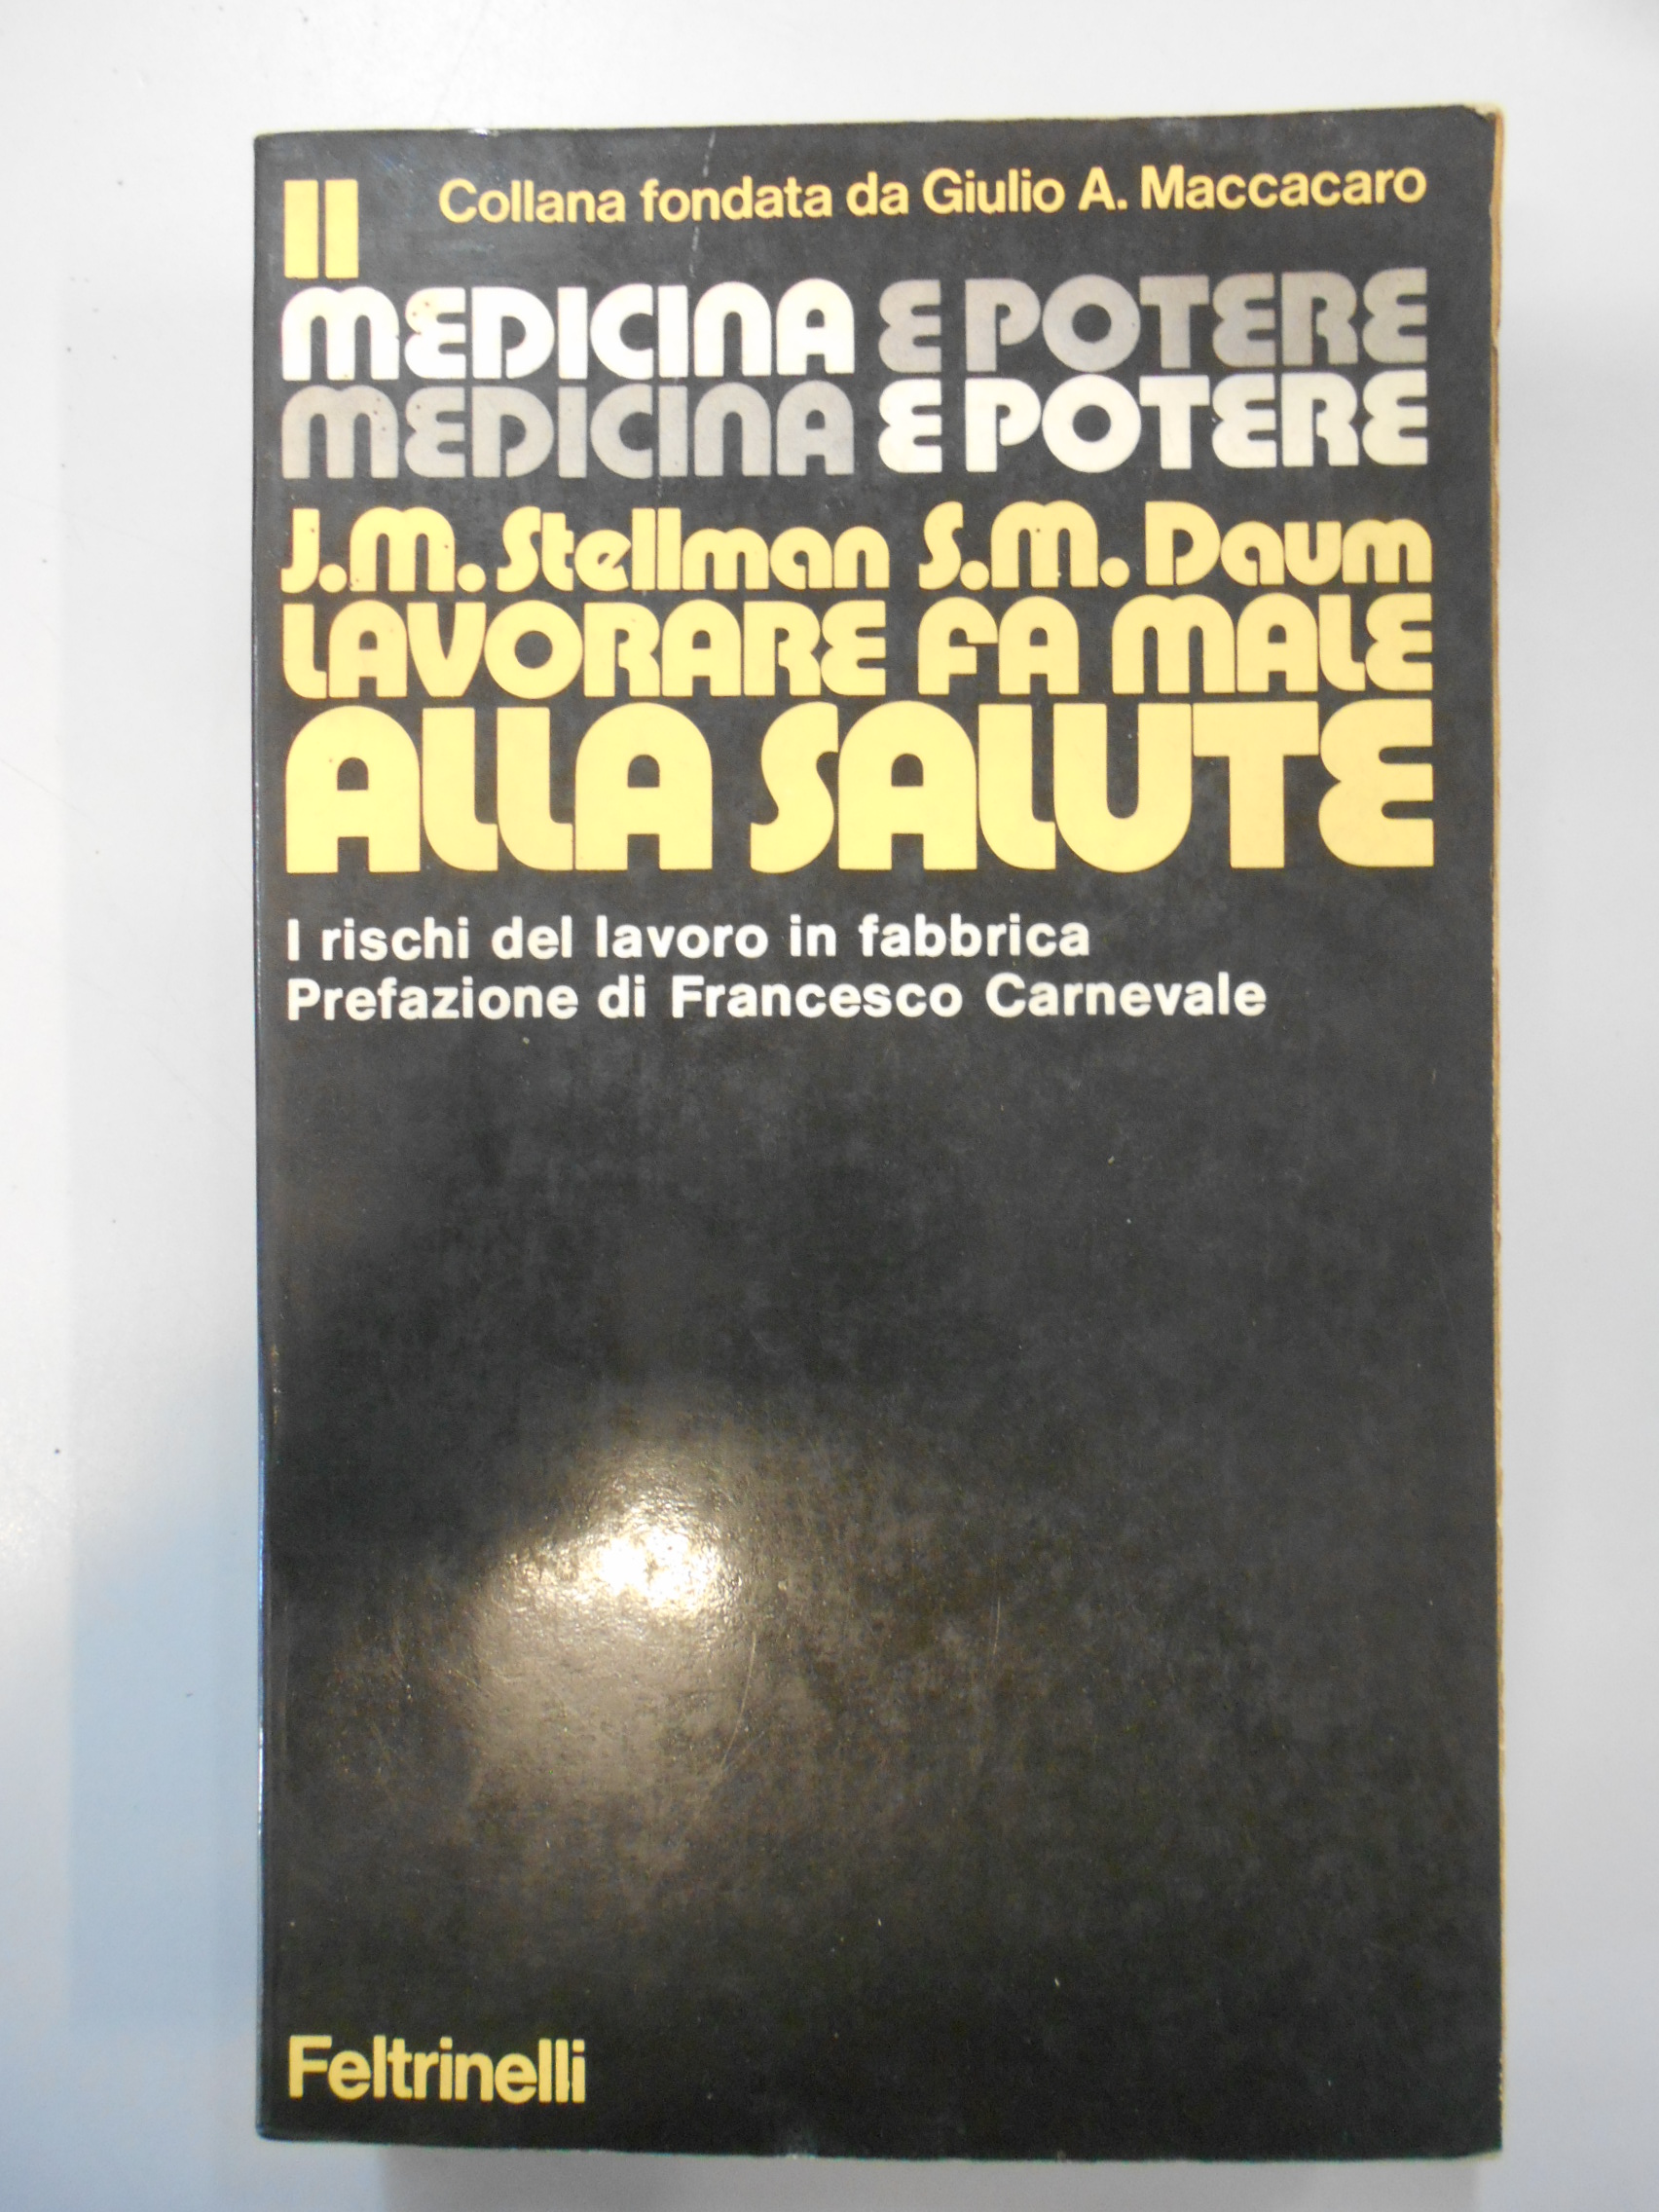 11
Collana fondata da Giulio A. Maccacaro
MEDICINA E POTERE
MEDICINA E POTERE
J.M. Stellman S.M. Daum
LAVORARE FA MALE
ALLA SALUTE
I rischi del lavoro in fabbrica
Prefazione di Francesco Carnevale
Feltrinelli